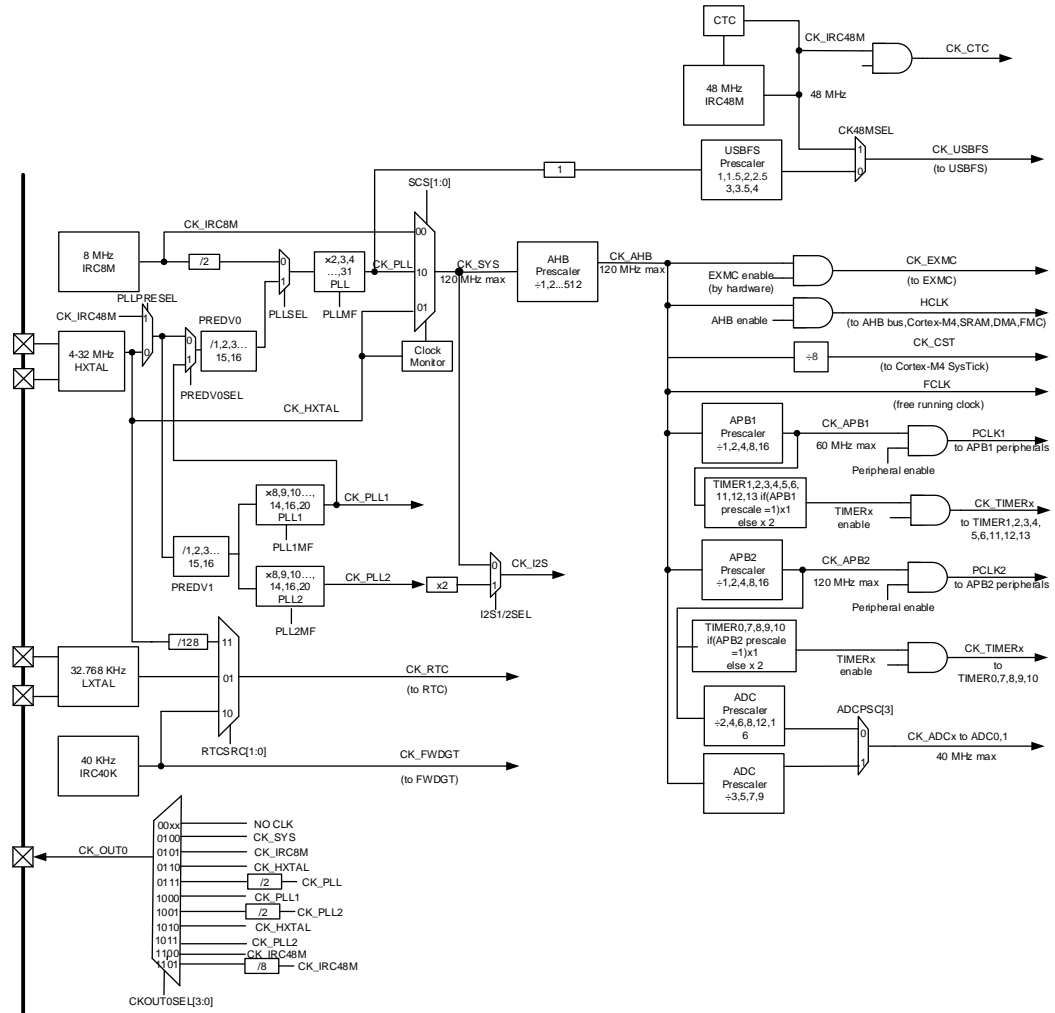 CTC
CK_IRC48M
CK_CTC
48 MHz
IRC48M
48 MHz
CK48MSEL
1
0
CK_USBFS
(to USBFS)
USBFS
Prescaler
1,1.5,2,2.5
3,3.5,4
1
SCS[1:0]
CK_IRC8M
8 MHz
IRC8M
/2
0
1
PLLSEL
×2,3,4
…,31
PLL
PLLMF
CK_PLL
00
10
01
CK_SYS
120 MHz max
AHB
Prescaler
÷1,2...512
CK_AHB
120 MHz max
EXMC enable
(by hardware)
CK_EXMC
(to EXMC)
AHB enable
HCLK
(to AHB bus,Cortex-M4,SRAM,DMA,FMC)
÷8
CK_CST
(to Cortex-M4 SysTick)
FCLK
(free running clock)
PLLPRESEL
CK_IRC48M
1
0
4-32 MHz
HXTAL
0
1
PREDV0SEL
PREDV0
/1,2,3…
15,16
Clock
Monitor
CK_HXTAL
APB1
Prescaler
÷1,2,4,8,16
CK_APB1
60 MHz max
Peripheral enable
PCLK1
to APB1 peripherals
TIMER1,2,3,4,5,6,
11,12,13 if(APB1
prescale =1)x1
else x 2
TIMERx
enable
CK_TIMERx
to TIMER1,2,3,4,
5,6,11,12,13
×8,9,10…,
14,16,20
PLL1
PLL1MF
CK_PLL1
/1,2,3…
15,16
PREDV1
×8,9,10…,
14,16,20
PLL2
PLL2MF
CK_PLL2
x2
0
1
CK_I2S
I2S1/2SEL
APB2
Prescaler
÷1,2,4,8,16
CK_APB2
120 MHz max
Peripheral enable
PCLK2
to APB2 peripherals
TIMER0,7,8,9,10
if(APB2 prescale
=1)x1
else x 2
TIMERx
enable
CK_TIMERx
to
TIMER0,7,8,9,10
/128
11
01
10
RTCSRC[1:0]
32.768 KHz
LXTAL
CK_RTC
(to RTC)
40 KHz
IRC40K
CK_FWDGT
(to FWDGT)
ADC
Prescaler
÷2,4,6,8,12,1
6
ADCPSC[3]
0
1
CK_ADCx to ADC0,1
40 MHz max
ADC
Prescaler
÷3,5,7,9
CK_OUT0
00xx
NO CLK
0100
CK_SYS
0101
CK_IRC8M
0110
CK_HXTAL
0111
/2
CK_PLL
1000
CK_PLL1
1001
/2
CK_PLL2
1010
CK_HXTAL
1011
CK_PLL2
1100
CK_IRC48M
1101
/8
CK_IRC48M
CKOUT0SEL[3:0]